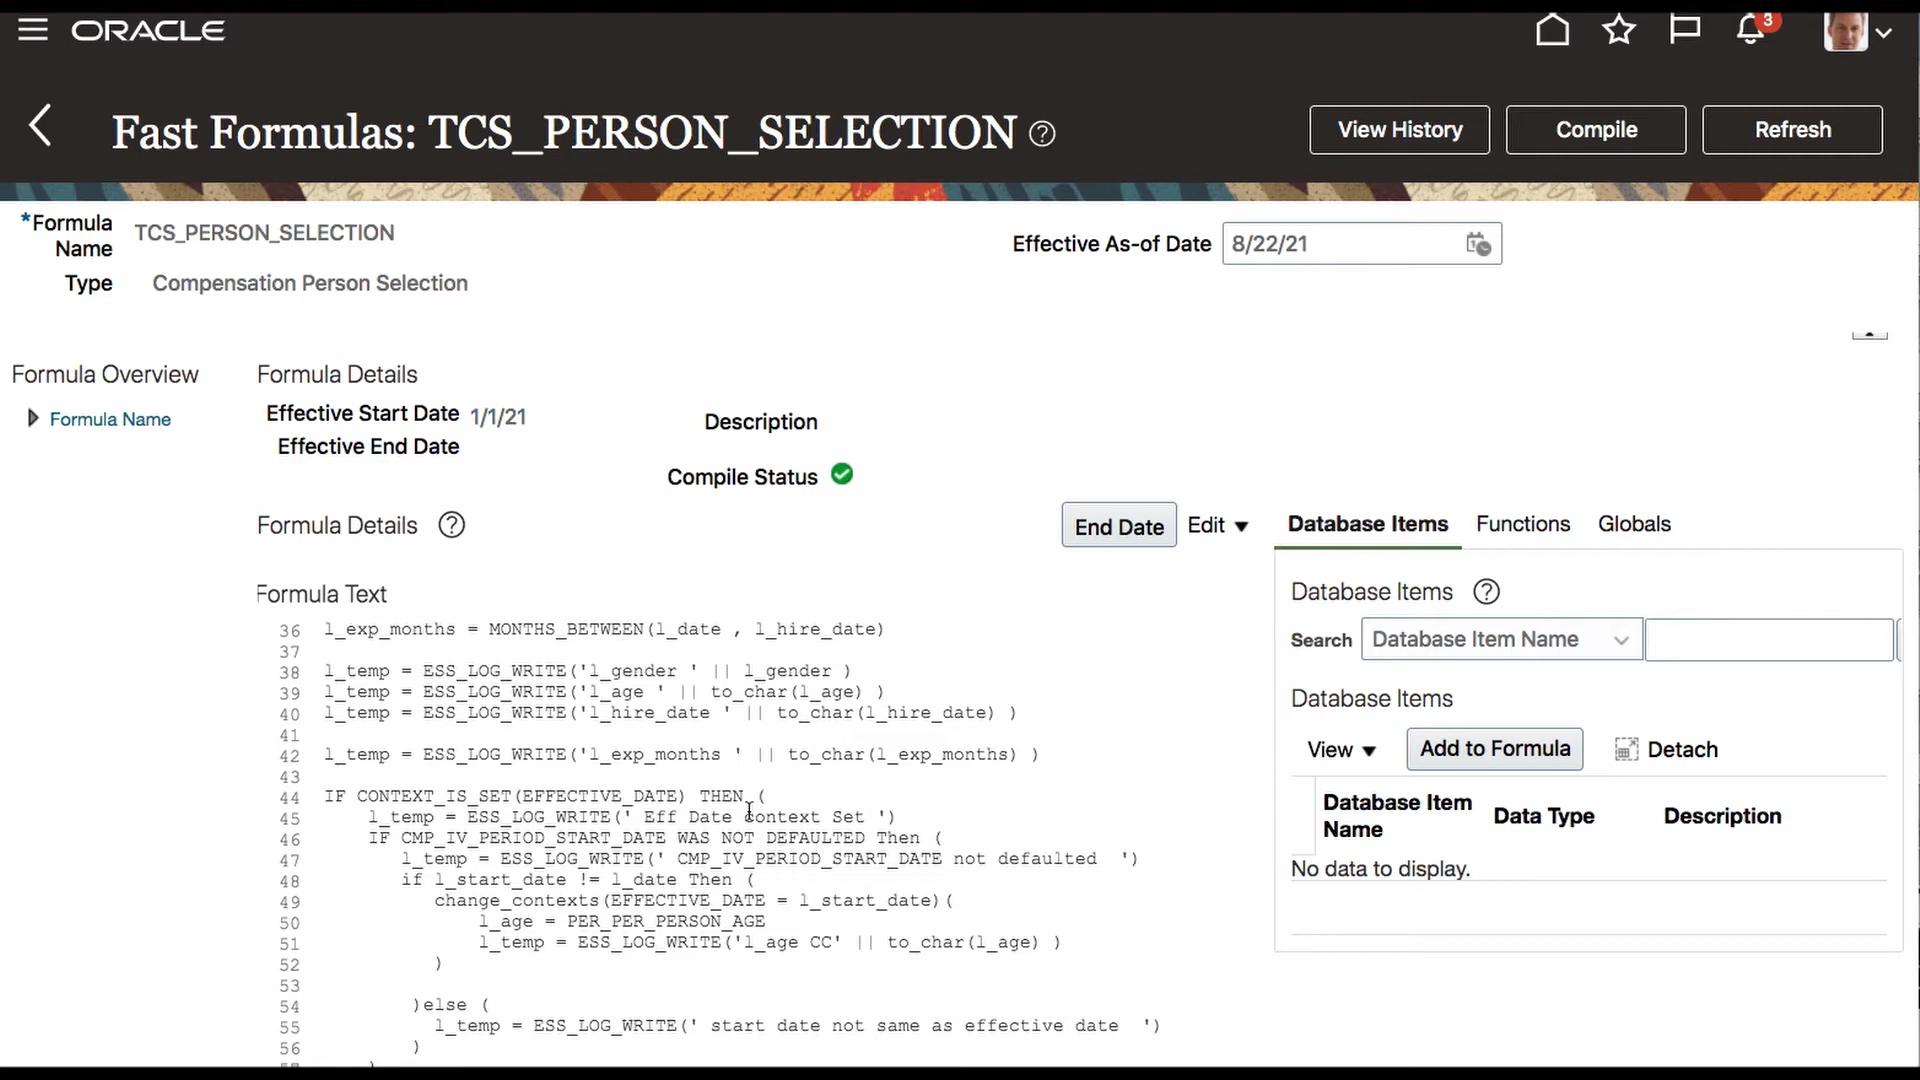 ORACLE
3
Fast Formulas: TCS_PERSON_SELECTION
View History
Compile
Refresh
*Formula Name TCS_PERSON_SELECTION
Effective As-of Date 8/22/21
Type Compensation Person Selection
Formula Overview
Formula Name
Formula Details
Effective Start Date 1/1/21
Effective End Date
Description
Compile Status
Formula Details
End Date
Edit
Formula Text
36 l_exp_months = MONTHS_BETWEEN(l_date , l_hire_date)
37
38 l_temp = ESS_LOG_WRITE('l_gender ' || l_gender )
39 l_temp = ESS_LOG_WRITE('l_age ' || to_char(l_age) )
40 l_temp = ESS_LOG_WRITE('l_hire_date ' || to_char(l_hire_date) )
41
42 l_temp = ESS_LOG_WRITE('l_exp_months ' || to_char(l_exp_months) )
43
44 IF CONTEXT_IS_SET(EFFECTIVE_DATE) THEN (
45 l_temp = ESS_LOG_WRITE(' Eff Date context Set ')
46 IF CMP_IV_PERIOD_START_DATE WAS NOT DEFAULTED Then (
47 l_temp = ESS_LOG_WRITE(' CMP_IV_PERIOD_START_DATE not defaulted ')
48 if l_start_date != l_date Then (
49 change_contexts(EFFECTIVE_DATE = l_start_date)(
50 l_age = PER_PER_PERSON_AGE
51 l_temp = ESS_LOG_WRITE('l_age CC' || to_char(l_age) )
52 )
53
54 )else (
55 l_temp = ESS_LOG_WRITE(' start date not same as effective date ')
56 )
Database Items
Functions
Globals
Database Items
Search Database Item Name
Database Items
View
Add to Formula
Detach
Database Item Name
Data Type
Description
No data to display.